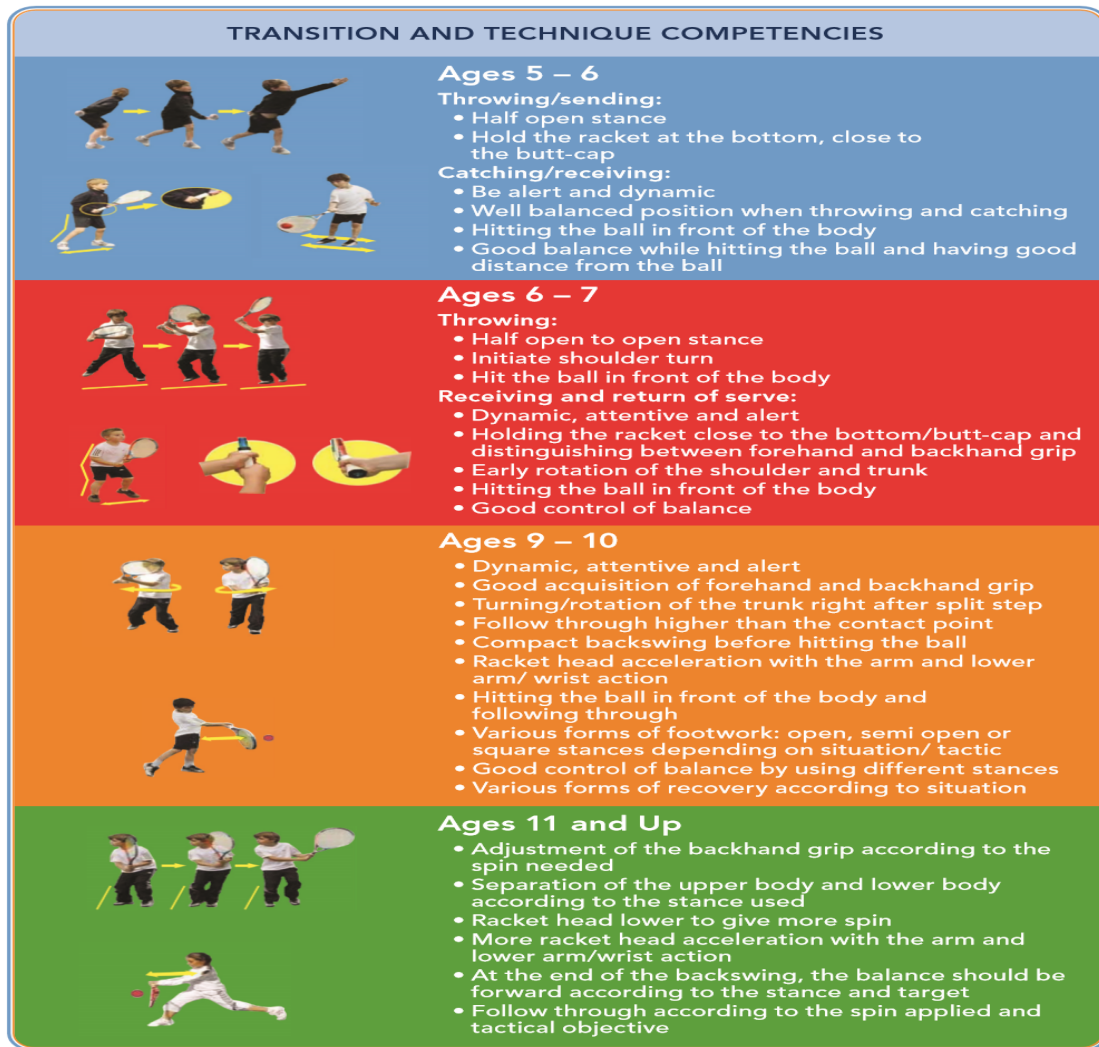 TRANSITION AND TECHNIQUE COMPETENCIES
Ages 5 – 6
Throwing/sending:
• Half open stance
• Hold the racket at the bottom, close to
the butt-cap
Catching/receiving:
• Be alert and dynamic
• Well balanced position when throwing and catching
• Hitting the ball in front of the body
• Good balance while hitting the ball and having good
distance from the ball
Ages 6 – 7
Throwing:
• Half open to open stance
• Initiate shoulder turn
• Hit the ball in front of the body
Receiving and return of serve:
• Dynamic, attentive and alert
• Holding the racket close to the bottom/butt-cap and
distinguishing between forehand and backhand grip
• Early rotation of the shoulder and trunk
• Hitting the ball in front of the body
• Good control of balance
Ages 9 – 10
• Dynamic, attentive and alert
• Good acquisition of forehand and backhand grip
• Turning/rotation of the trunk right after split step
• Follow through higher than the contact point
• Compact backswing before hitting the ball
• Racket head acceleration with the arm and lower
arm/ wrist action
• Hitting the ball in front of the body and
following through
• Various forms of footwork: open, semi open or
square stances depending on situation/ tactic
• Good control of balance by using different stances
• Various forms of recovery according to situation
Ages 11 and Up
• Adjustment of the backhand grip according to the
spin needed
• Separation of the upper body and lower body
according to the stance used
• Racket head lower to give more spin
• More racket head acceleration with the arm and
lower arm/wrist action
• At the end of the backswing, the balance should be
forward according to the stance and target
• Follow through according to the spin applied and
tactical objective